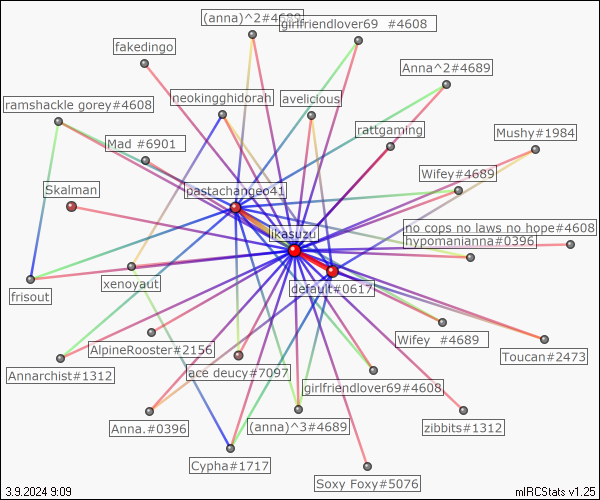 (anna)^2#4689
girlfriendlover69 #4608
fakedingo
Anna^2#4689
ramshackle gorey#4608
neokingghidorah
avelicious
rattgaming
Mushy#1984
Mad #6901
Wifey#4689
Skalman
pastachangeo41
no cops no laws no hope#4608
likasuzu
hypomanianna#0396
xenoyaut
default#0617
frisout
Wifey #4689
AlpineRooster#2156
Toucan#2473
Annarchist#1312
ace deucy#7097
girlfriendlover69#4608
Anna.#0396
(anna)^3#4689
zibbits#1312
Cypha#1717
Soxy Foxy#5076
3.9.2024 9:09
mIRCStats v1.25